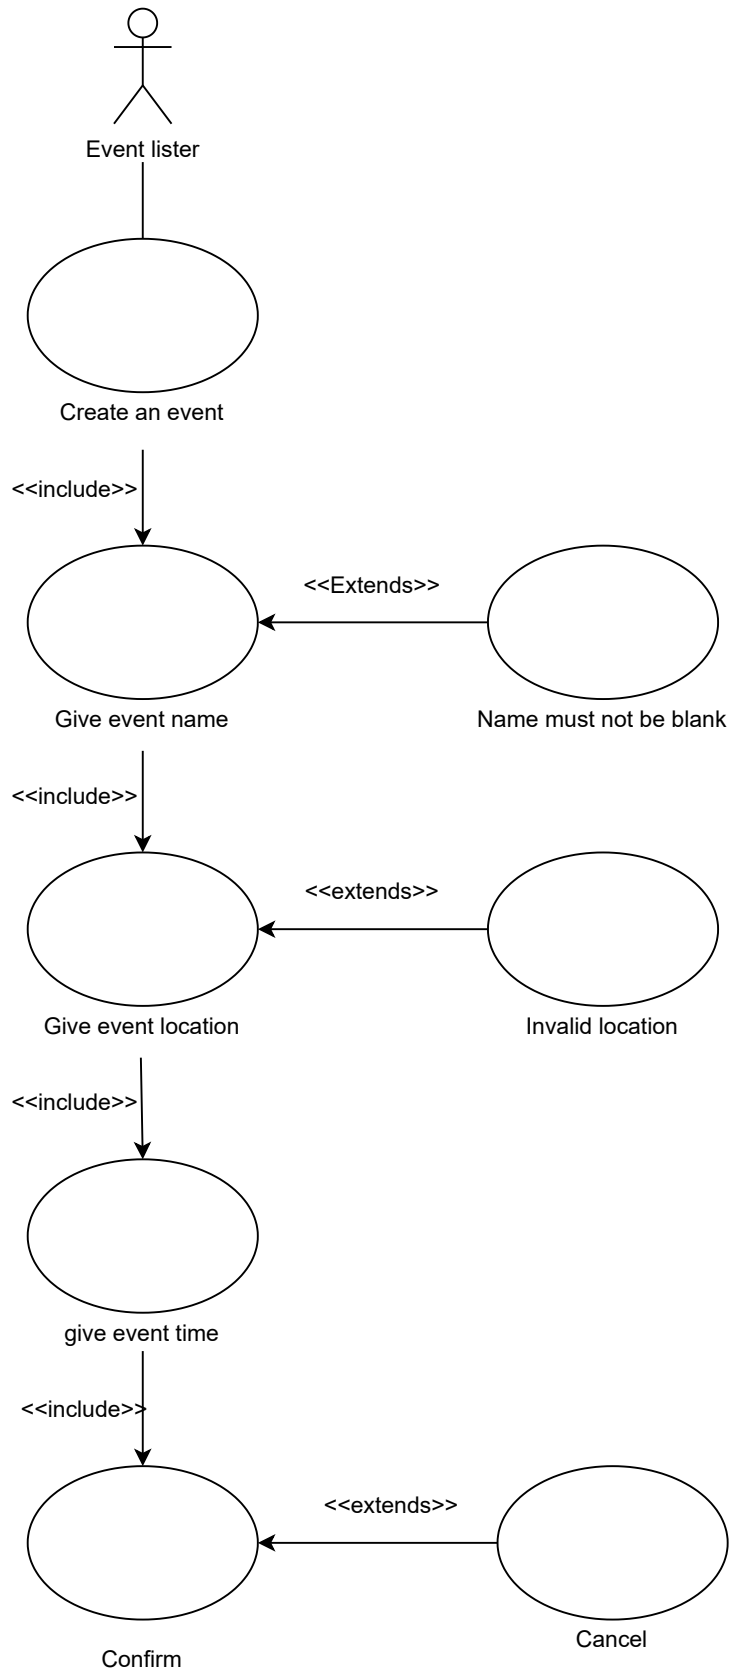 Event lister
Create an event
<<include>>
<<Extends>>
Give event name
Name must not be blank
<<include>>
<<extends>>
Give event location
Invalid location
<<include>>
give event time
<<include>>
<<extends>>
Cancel
Confirm